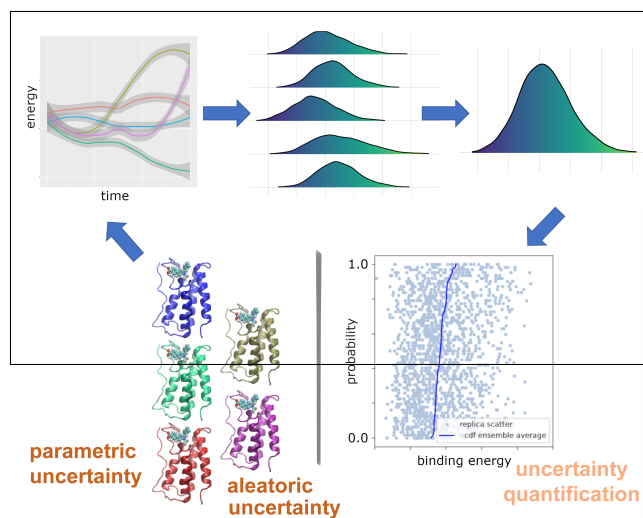 energy
time
1.0
probability
0.0
replica scatter
cdf ensemble average
binding energy
parametric
uncertainty
aleatoric
uncertainty
uncertainty
quantification